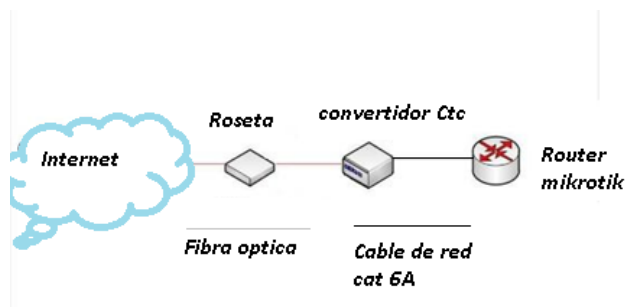 Internet
Roseta
convertidor Ctc
Router
mikrotik
Fibra optica
Cable de red
cat 6A